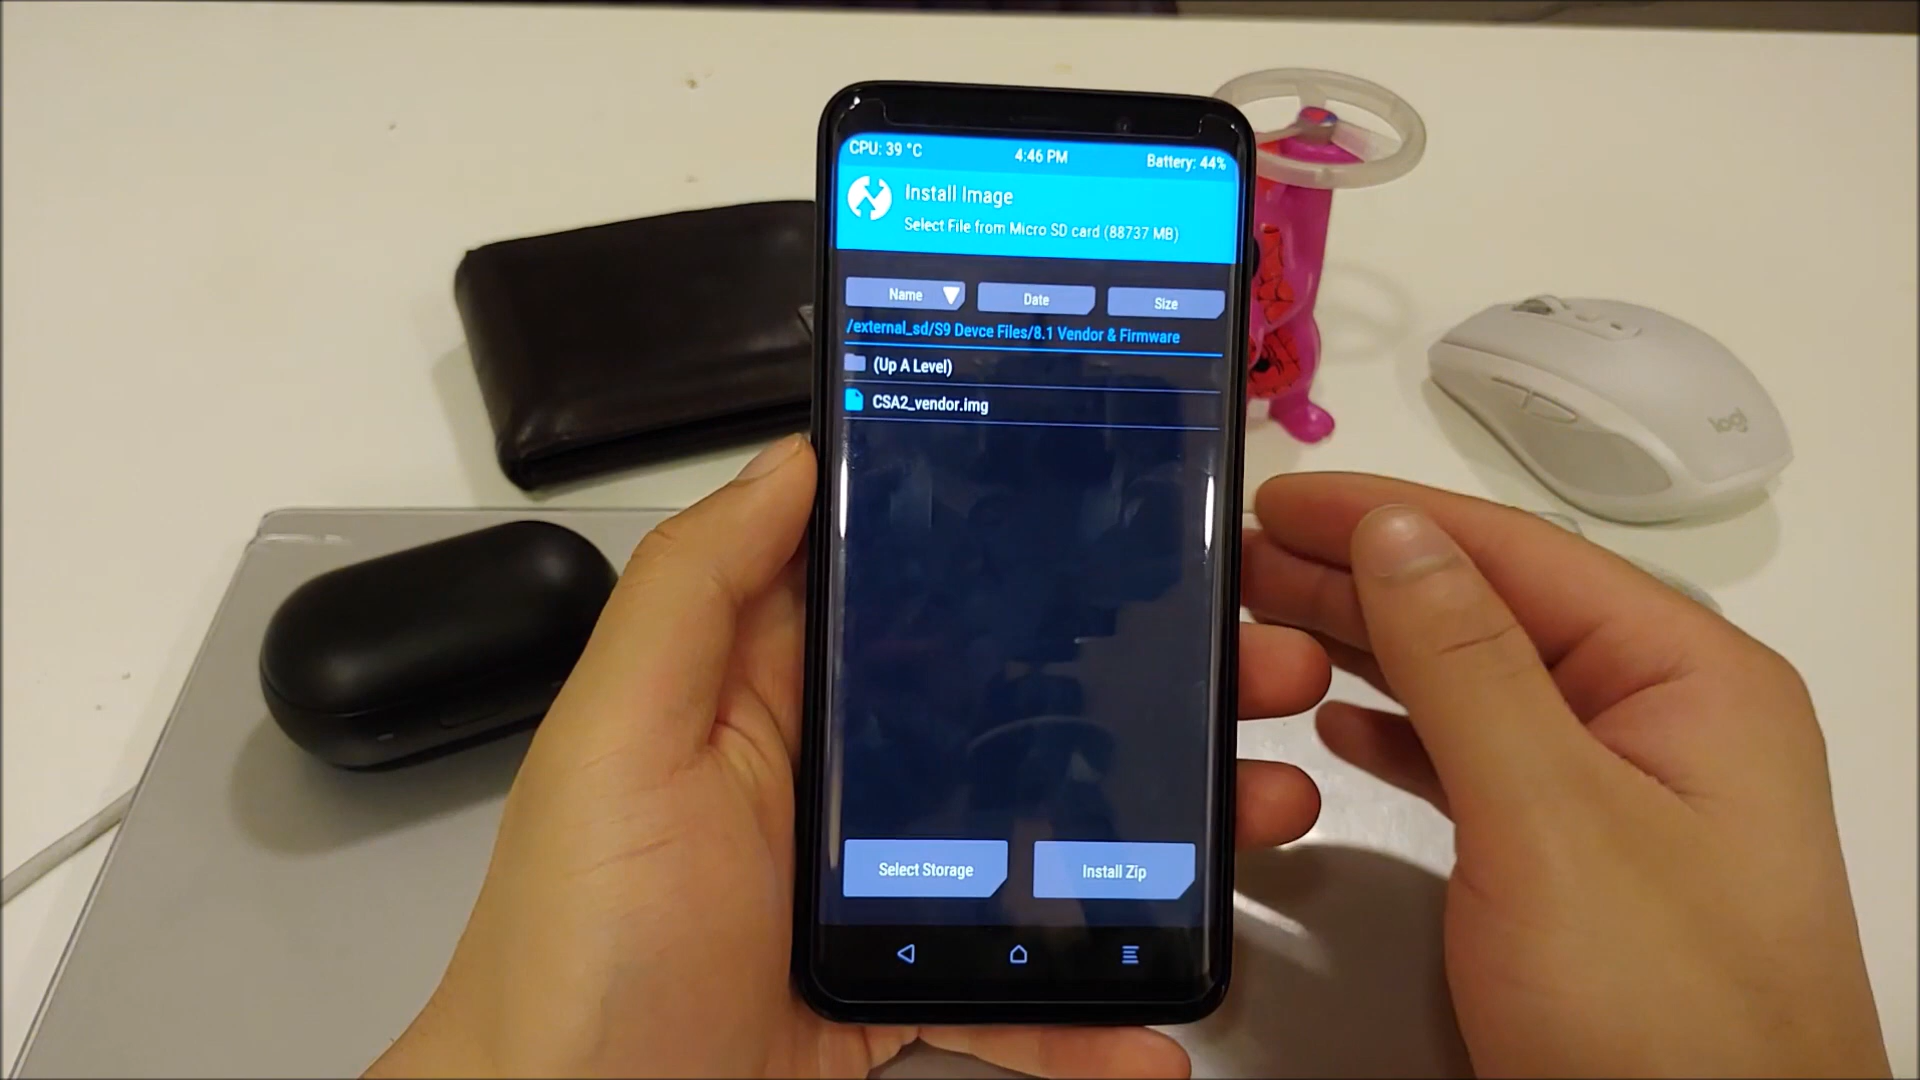 CPU: 39 °C 4:46 PM Battery: 44%
Install Image
Select File from Micro SD card (88737 MB)
Name Date Size
/external_sd/S9 Devce Files/8.1 Vendor & Firmware
(Up A Level)
CSA2_vendor.img
Select Storage Install Zip
logi